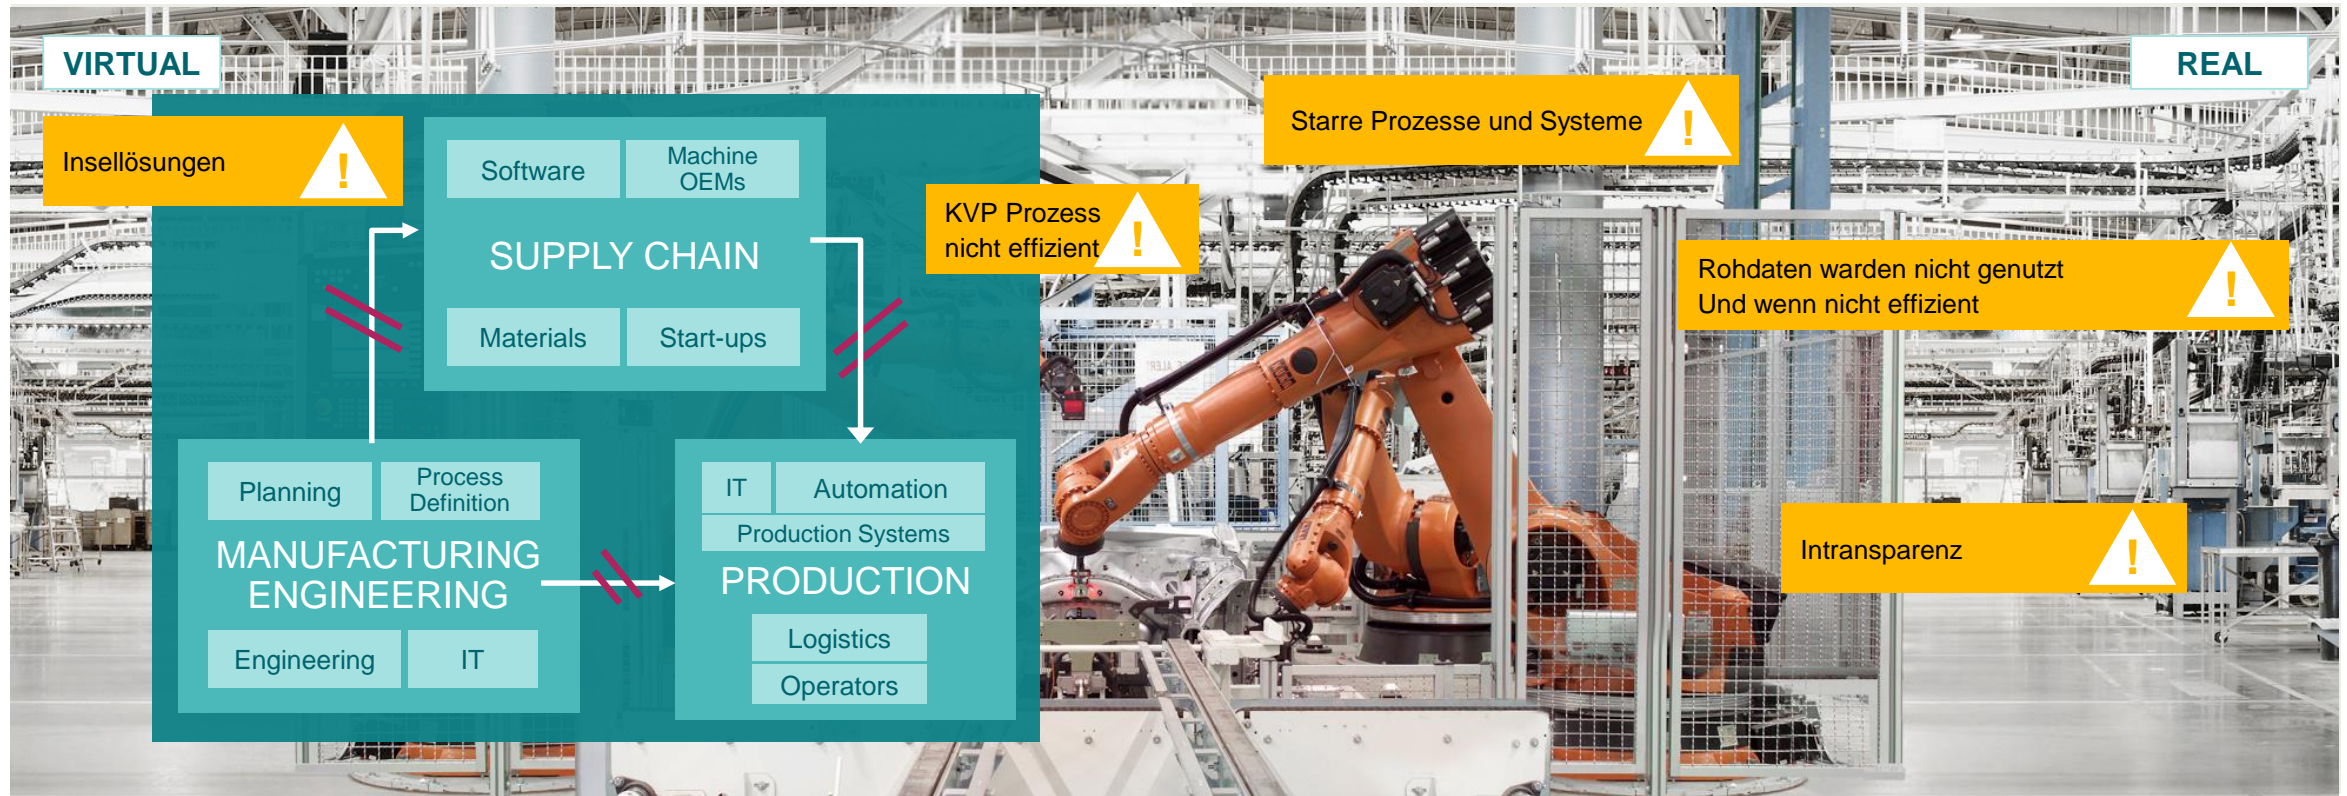 VIRTUAL
REAL
Insellösungen
!
Software
Machine
OEMs
SUPPLY CHAIN
Materials
Start-ups
KVP Prozess
nicht effizient
!
Starre Prozesse und Systeme
!
Rohdaten warden nicht genutzt
Und wenn nicht effizient
!
Planning
Process
Definition
MANUFACTURING
ENGINEERING
Engineering
IT
IT
Automation
Production Systems
PRODUCTION
Logistics
Operators
Intransparenz
!